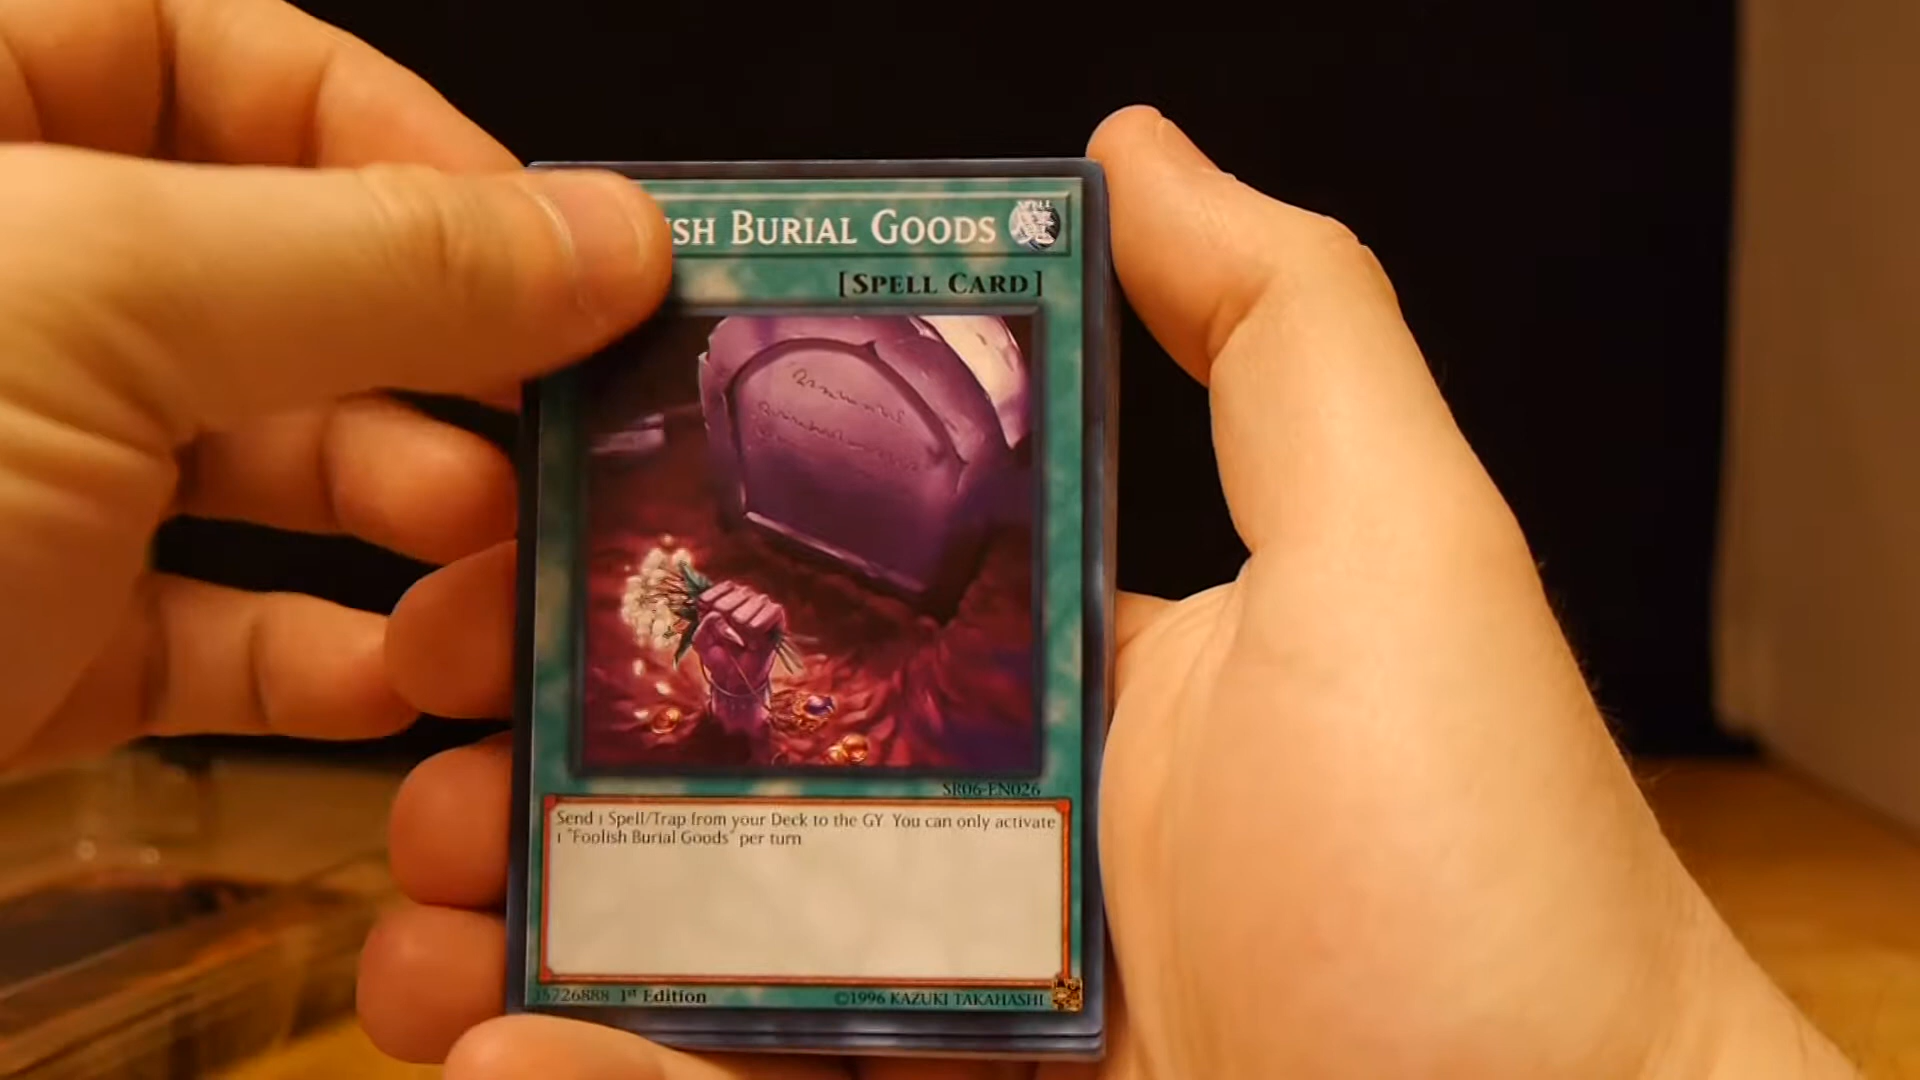 ISH BURIAL GOODS
[SPELL CARD]
SR06-EN026
Send 1 Spell/Trap from your Deck to the GY. You can only activate
1 "Foolish Burial Goods" per turn
35726888 1st Edition
©1996 KAZUKI TAKAHASHI